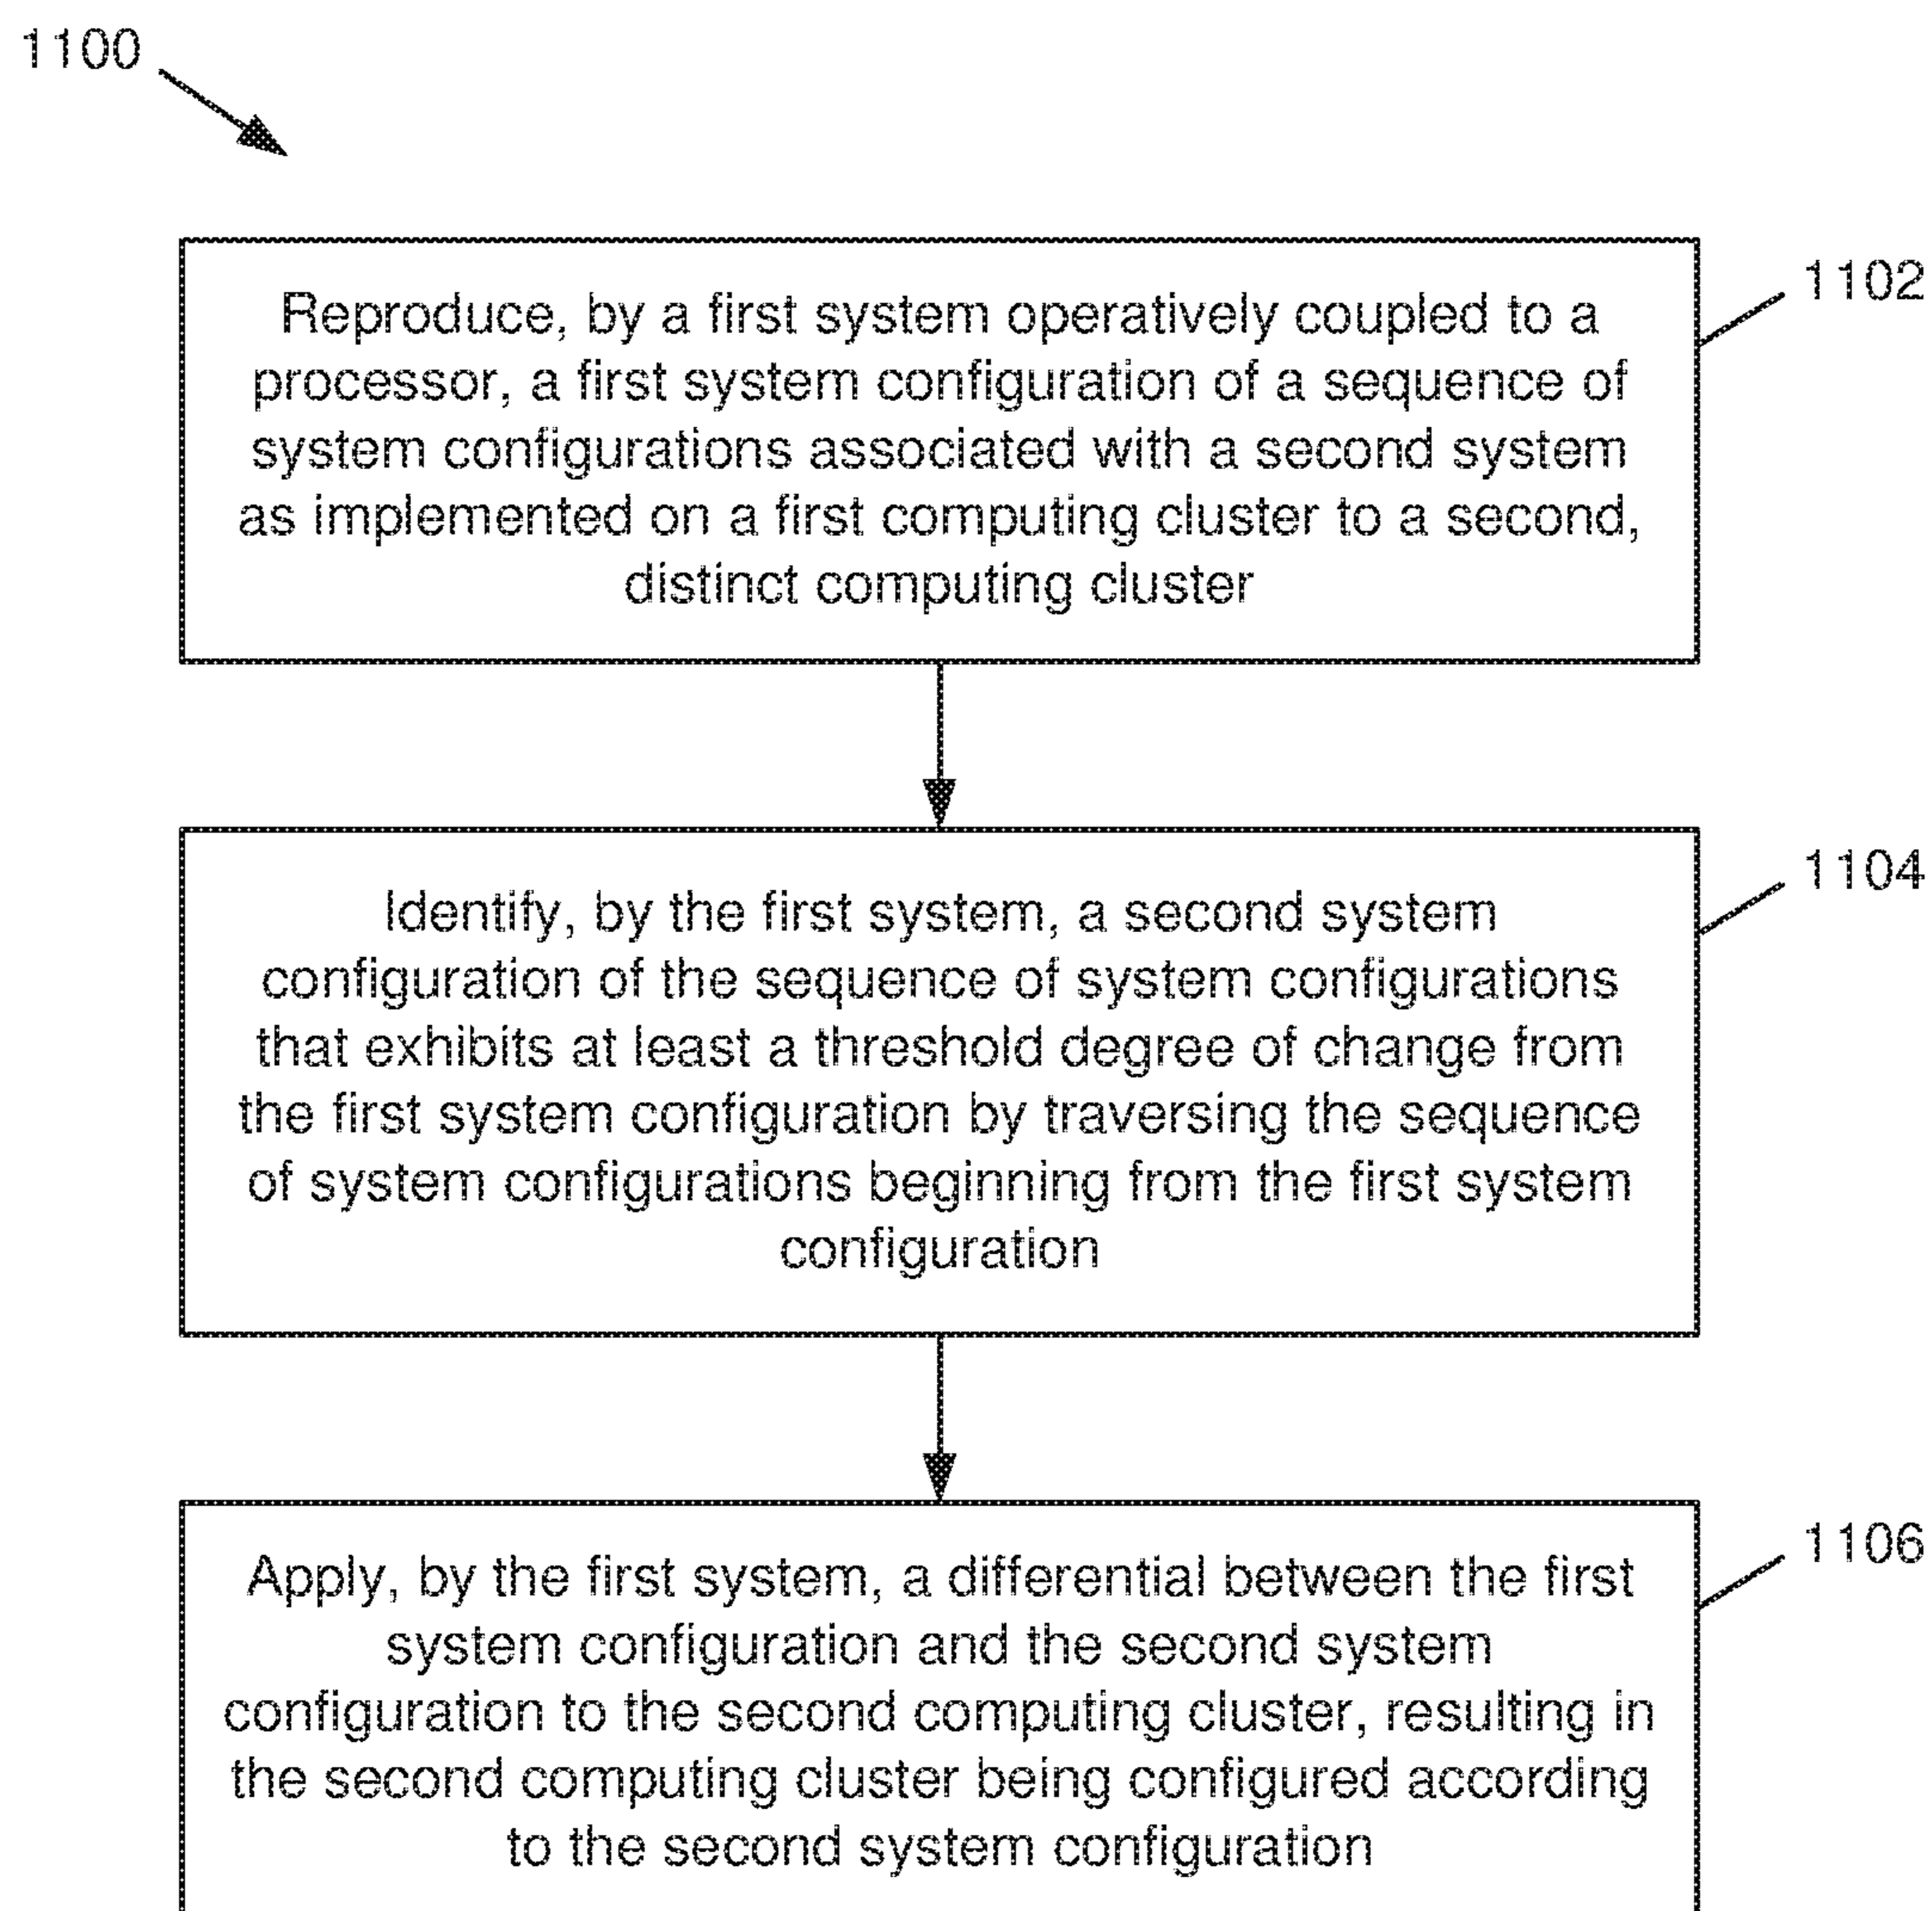 1100
Reproduce, by a first system operatively coupled to a
processor, a first system configuration of a sequence of
system configurations associated with a second system
as implemented on a first computing cluster to a second,
distinct computing cluster
1102
Identify, by the first system, a second system
configuration of the sequence of system configurations
that exhibits at least a threshold degree of change from
the first system configuration by traversing the sequence
of system configurations beginning from the first system
configuration
1104
Apply, by the first system, a differential between the first
system configuration and the second system
configuration to the second computing cluster, resulting in
the second computing cluster being configured according
to the second system configuration
1106